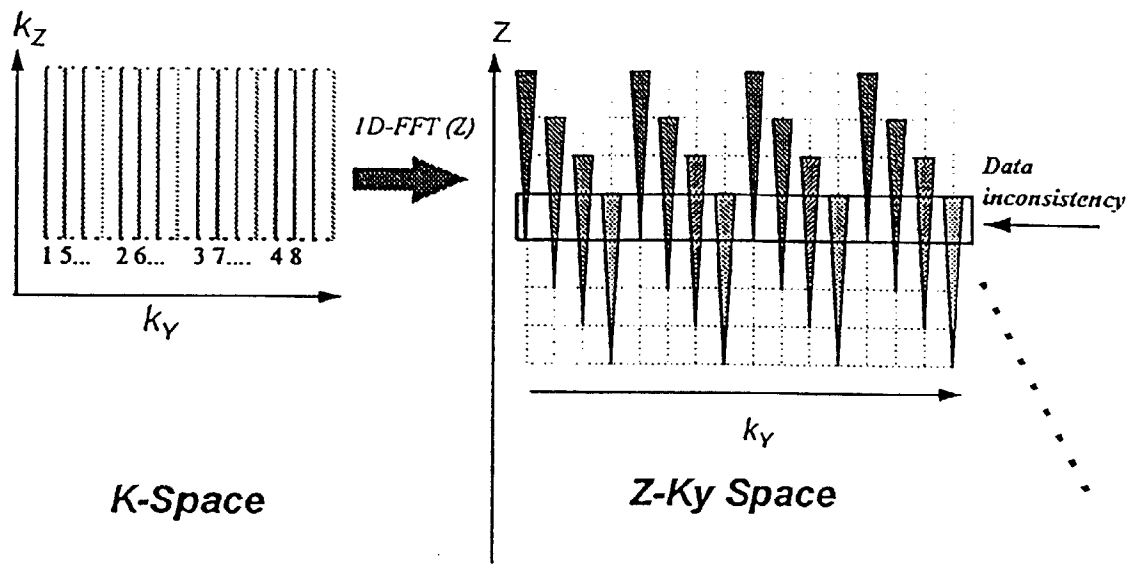 k_Z
1 5... 2 6... 3 7.... 4 8
k_Y
K-Space
1D-FFT (Z)
Z
Data
inconsistency
k_Y
Z-Ky Space